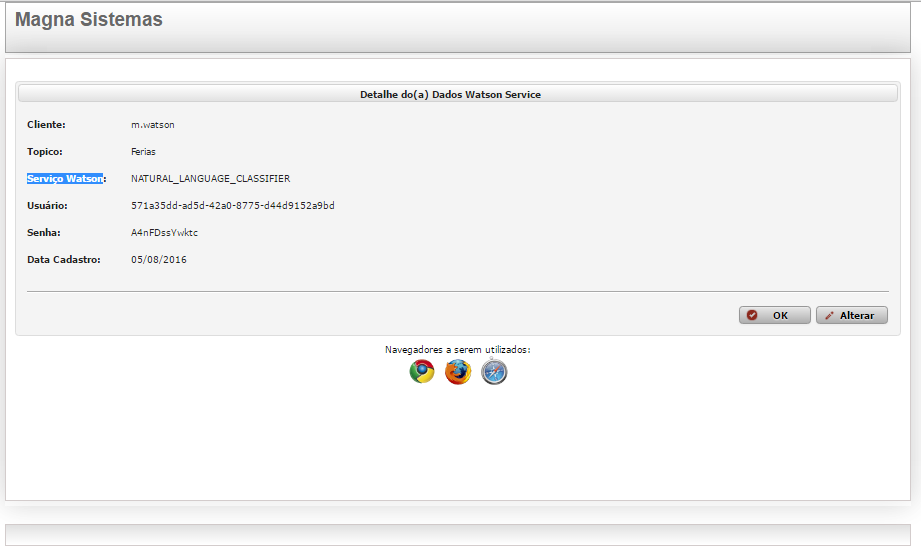 Magna Sistemas
Detalhe do(a) Dados Watson Service
Cliente: m.watson
Topico: Ferias
Serviço Watson: NATURAL_LANGUAGE_CLASSIFIER
Usuário: 571a35dd-ad5d-42a0-8775-d44d9152a9bd
Senha: A4nFDssYwktc
Data Cadastro: 05/08/2016
OK Alterar
Navegadores a serem utilizados: